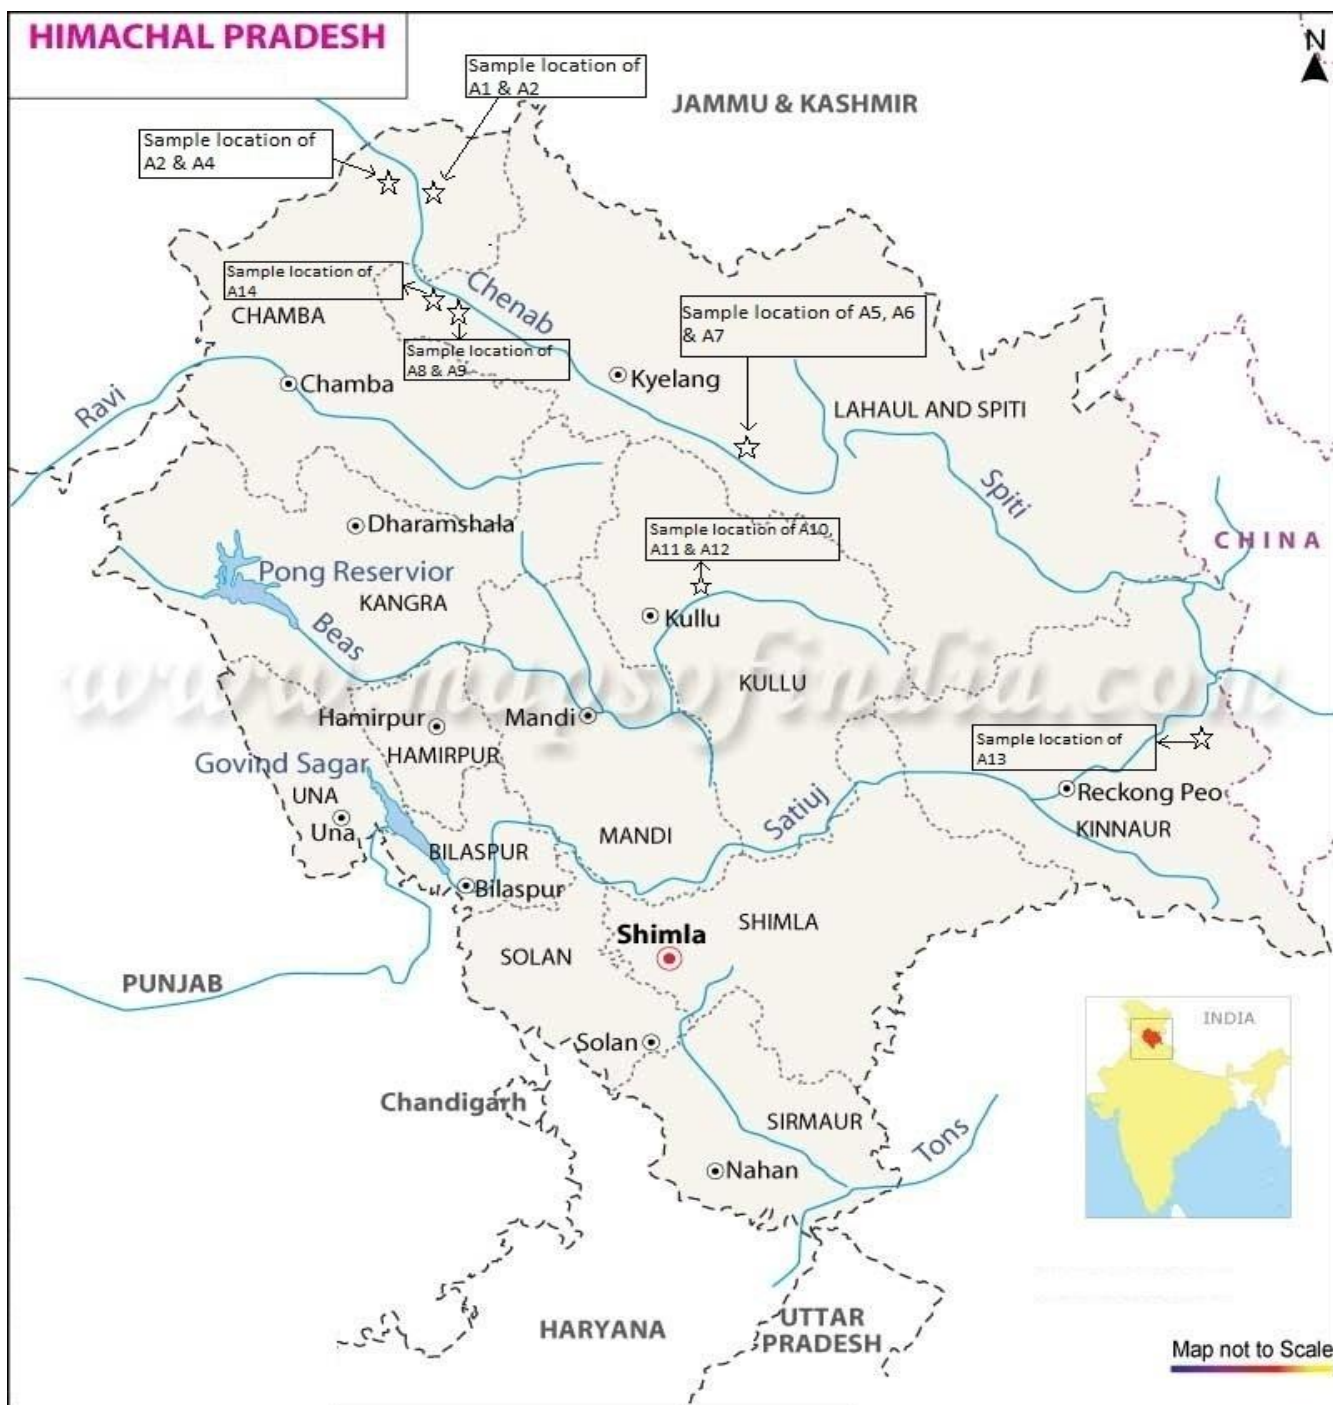 HIMACHAL PRADESH
N
Sample location of
A1 & A2
JAMMU & KASHMIR
Sample location of
A2 & A4
Sample location of
A14
CHAMBA
Chenab
Sample location of A5, A6
& A7
Sample location of
A8 & A9
Chamba
Kyelang
Ravi
LAHAUL AND SPITI
Spiti
Dharamshala
Sample location of A10,
A11 & A12
CHINA
Pong Reservior
KANGRA
Beas
Kullu
www.mapsofindia.com
KULLU
Hamirpur
Mandi
HAMIRPUR
Sample location of
A13
Govind Sagar
UNA
Una
Satiuj
Reckong Peo
KINNAUR
MANDI
BILASPUR
Bilaspur
SHIMLA
Shimla
SOLAN
PUNJAB
INDIA
Solan
Chandigarh
SIRMAUR
Tons
Nahan
HARYANA
UTTAR
PRADESH
Map not to Scale